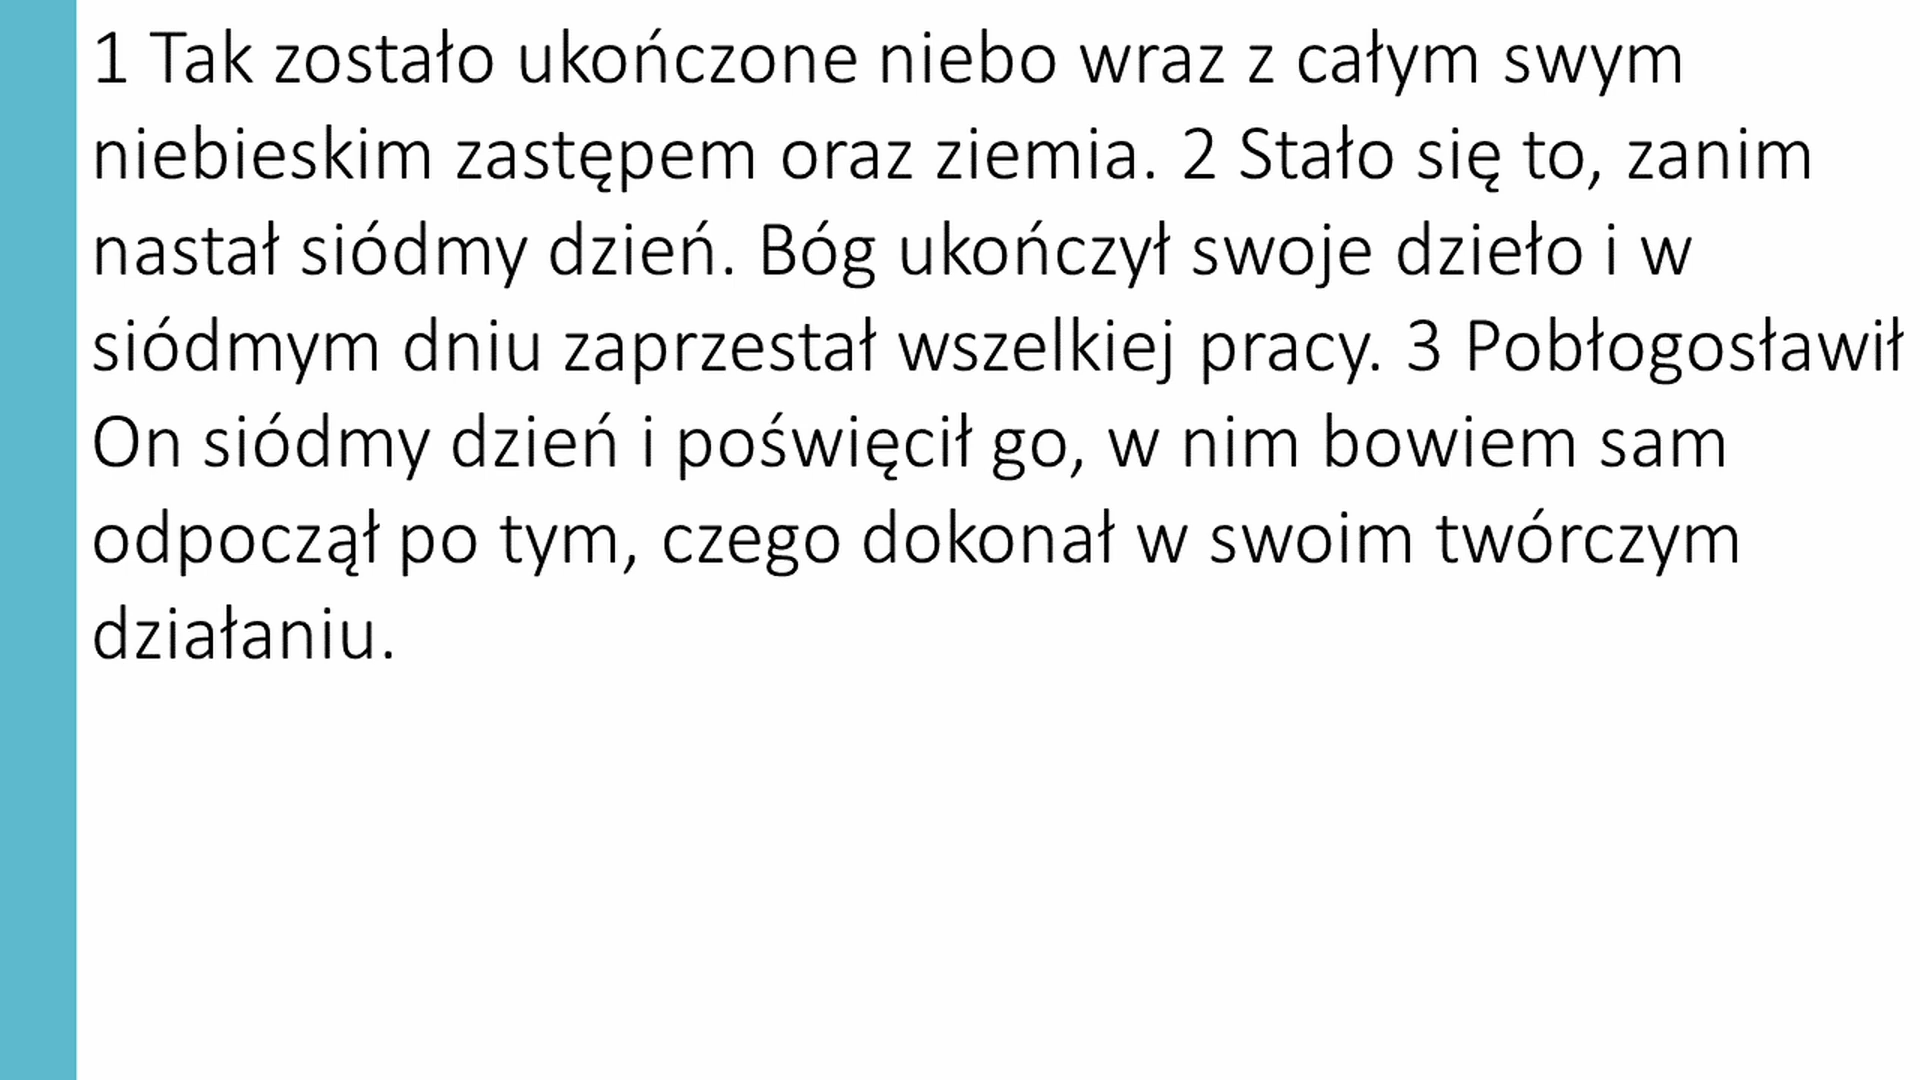 1 Tak zostało ukończone niebo wraz z całym swym
niebieskim zastępem oraz ziemia. 2 Stało się to, zanim
nastał siódmy dzień. Bóg ukończył swoje dzieło i w
siódmym dniu zaprzestał wszelkiej pracy. 3 Pobłogosławił
On siódmy dzień i poświęcił go, w nim bowiem sam
odpoczął po tym, czego dokonał w swoim twórczym
działaniu.